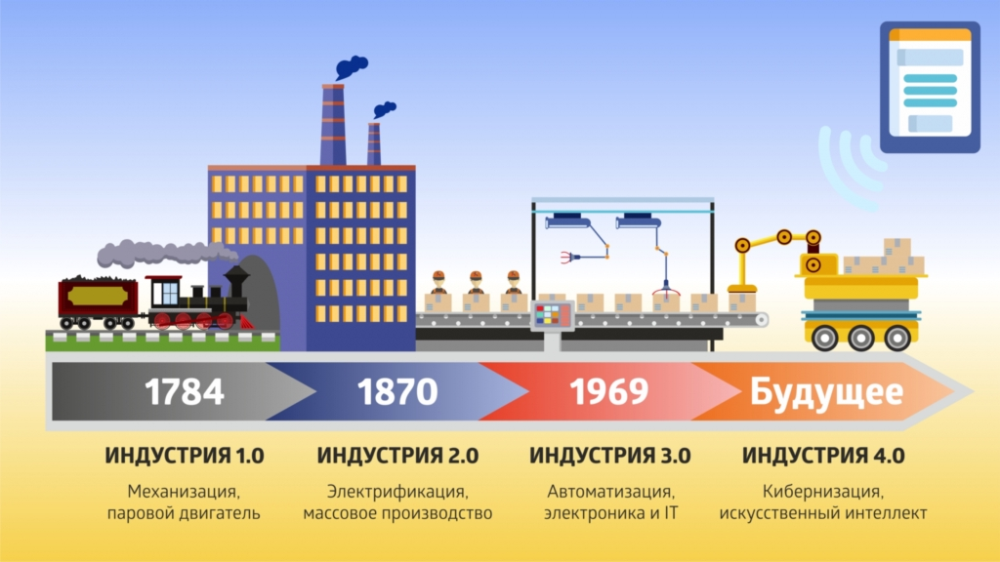 1784
1870
1969
Будущее
ИНДУСТРИЯ 1.0
ИНДУСТРИЯ 2.0
ИНДУСТРИЯ 3.0
ИНДУСТРИЯ 4.0
Механизация,
паровой двигатель
Электрификация,
массовое производство
Автоматизация,
электроника и IT
Кибернизация,
искусственный интеллект